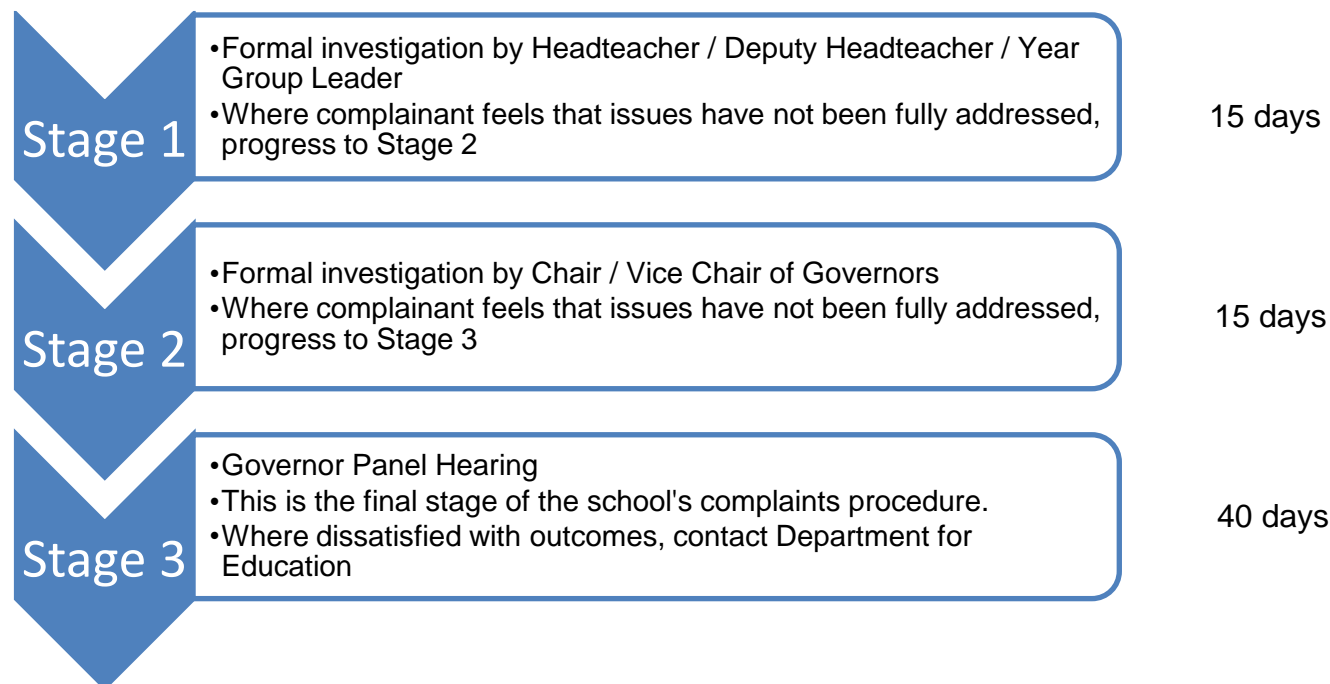 Stage 1
•Formal investigation by Headteacher / Deputy Headteacher / Year
Group Leader
•Where complainant feels that issues have not been fully addressed,
progress to Stage 2
15 days
Stage 2
•Formal investigation by Chair / Vice Chair of Governors
•Where complainant feels that issues have not been fully addressed,
progress to Stage 3
15 days
Stage 3
•Governor Panel Hearing
•This is the final stage of the school's complaints procedure.
•Where dissatisfied with outcomes, contact Department for
Education
40 days